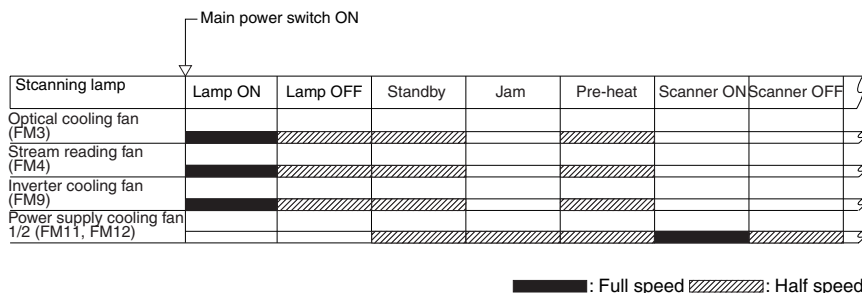 Main power switch ON
Stcanning lamp
Lamp ON
Lamp OFF
Standby
Jam
Pre-heat
Scanner ON
Scanner OFF
Optical cooling fan
(FM3)
Stream reading fan
(FM4)
Inverter cooling fan
(FM9)
Power supply cooling fan
1/2 (FM11, FM12)
: Full speed
: Half speed